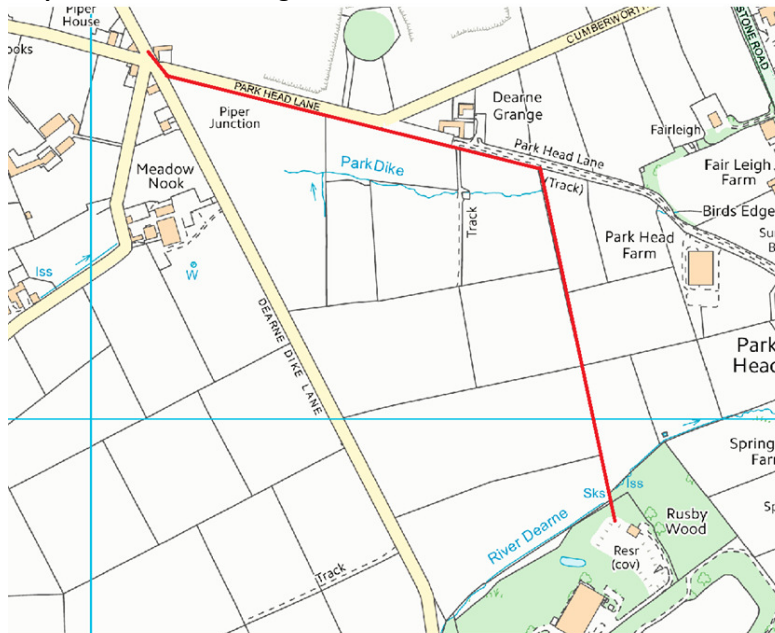 Piper
House
CUMBERWORTH
STONE ROAD
ooks
PARK HEAD LANE
Piper
Junction
Dearne
Grange
Fairleigh
Park Head Lane
(Track)
Fair Leigh
Farm
Meadow
Nook
Park Dike
Track
Birds Edge
Park Head
Farm
Iss
W
DEARNE DIKE LANE
Park
Head
Spring
Farm
Sks
Iss
River Dearne
Rusby
Wood
Resr
(cov)
Track